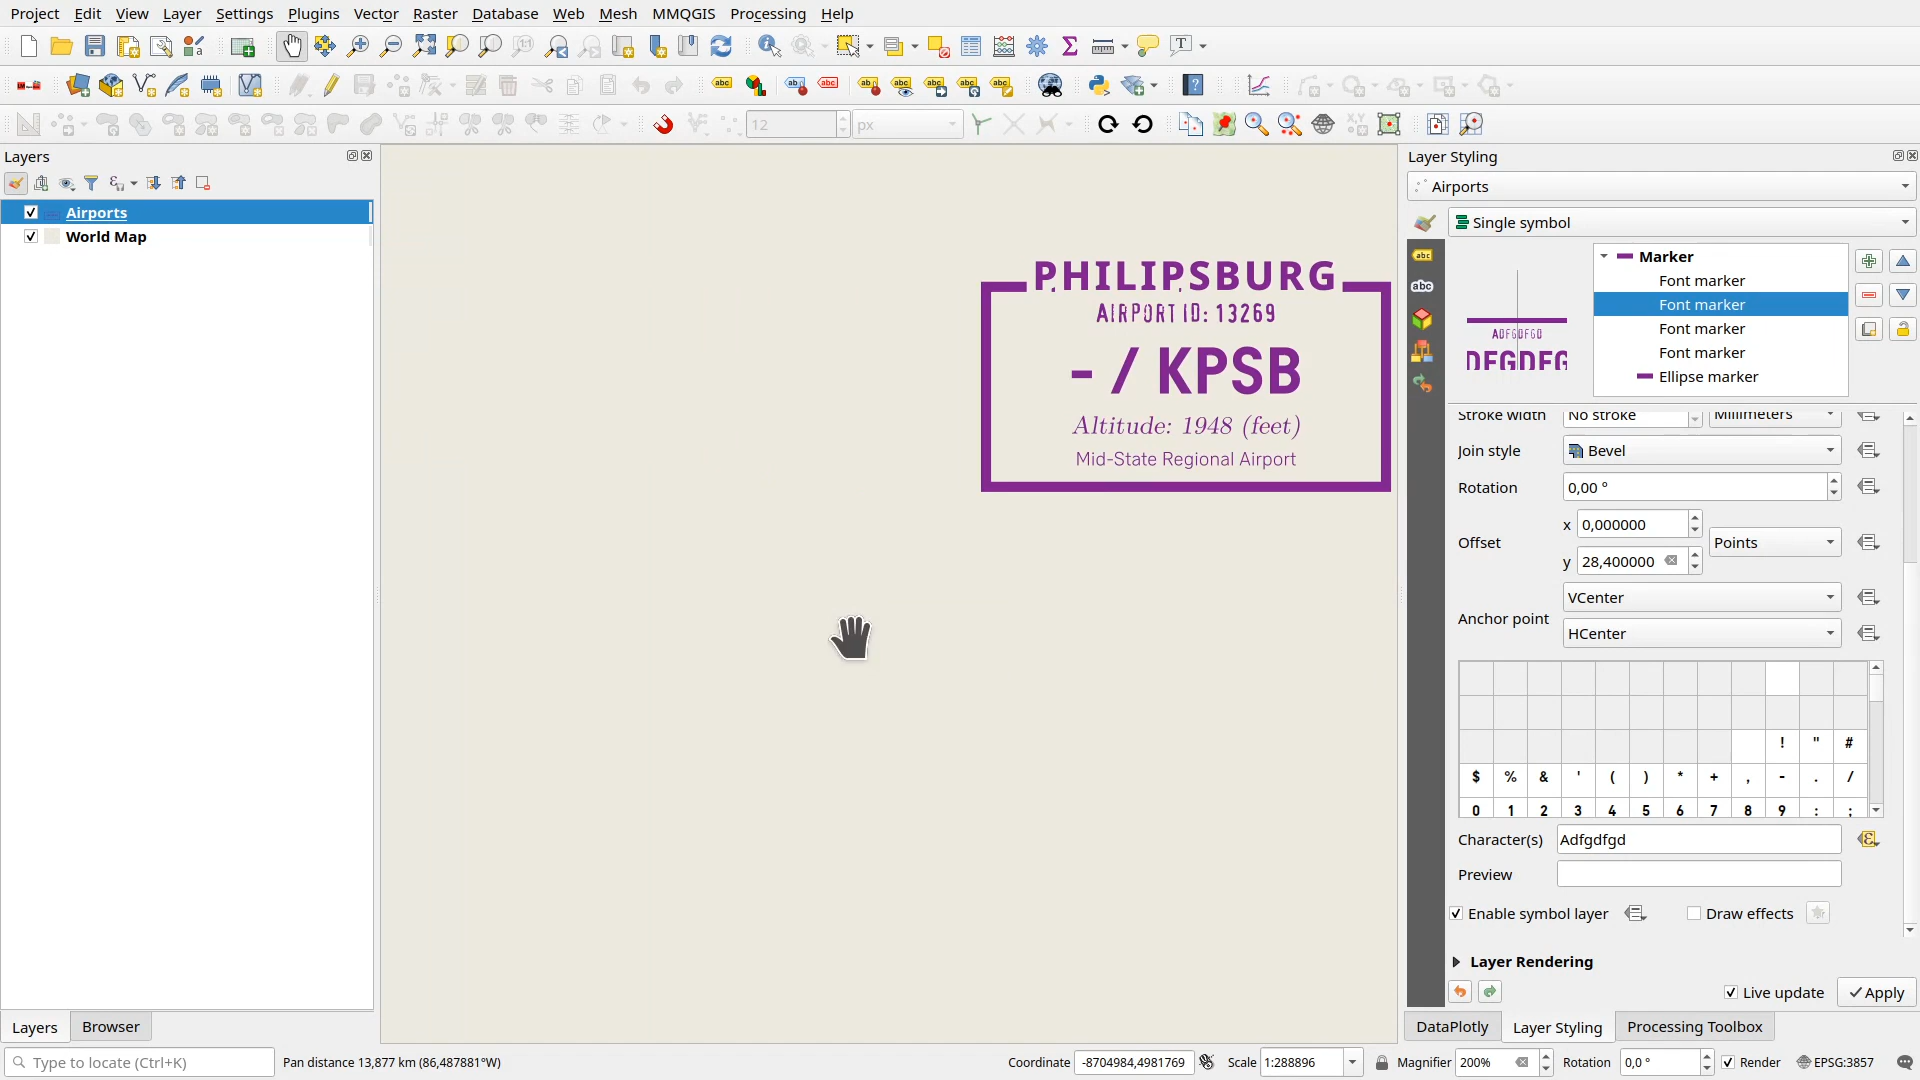 Project Edit View Layer Settings Plugins Vector Raster Database Web Mesh MMQGIS Processing Help
12 px
Layers
Airports
World Map
PHILIPSBURG
AIRPORT ID: 13269
- / KPSB
Altitude: 1948 (feet)
Mid-State Regional Airport
Layer Styling
Airports
Single symbol
Marker
Font marker
Font marker
Font marker
Font marker
Ellipse marker
ADFGDFGD
DFGDFG
Stroke width No stroke Millimeters
Join style Bevel
Rotation 0,00 °
Offset x 0,000000 Points
y 28,400000
Anchor point VCenter
HCenter
! " #
$ % & ' ( ) * + , - . /
0 1 2 3 4 5 6 7 8 9 : ;
Character(s) Adfgdfgd
Preview
Enable symbol layer Draw effects
Layer Rendering
Live update Apply
Layers Browser
DataPlotly Layer Styling Processing Toolbox
Type to locate (Ctrl+K) Pan distance 13,877 km (86,487881°W) Coordinate -8704984,4981769 Scale 1:288896 Magnifier 200% Rotation 0,0 ° Render EPSG:3857